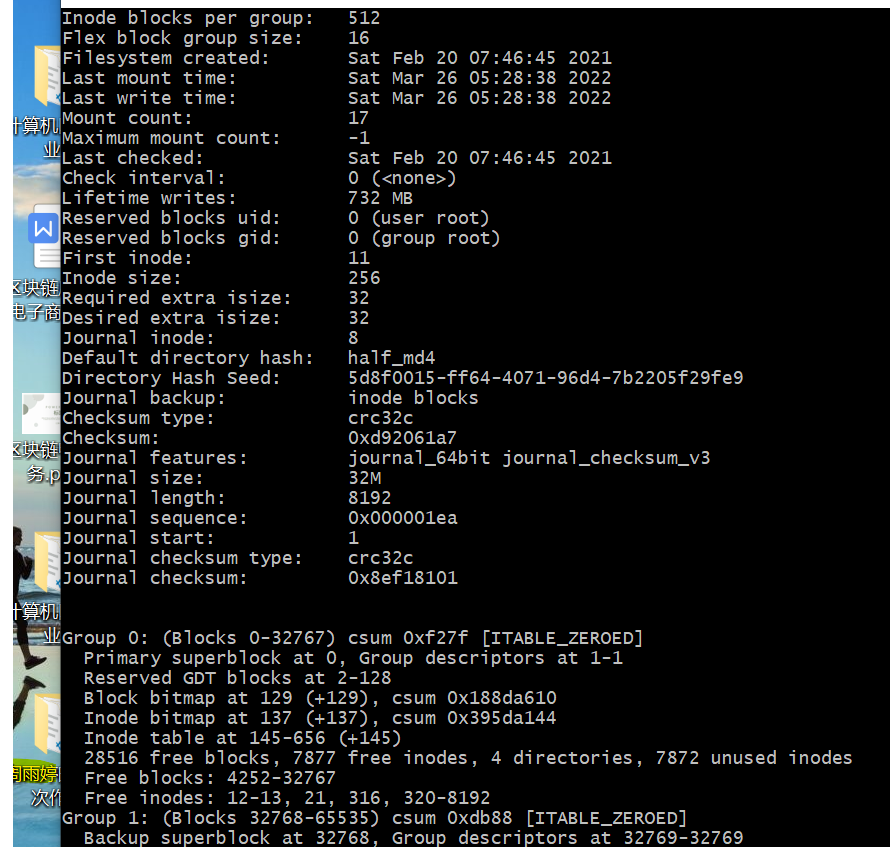 Inode blocks per group:   512
Flex block group size:    16
Filesystem created:       Sat Feb 20 07:46:45 2021
Last mount time:          Sat Mar 26 05:28:38 2022
Last write time:          Sat Mar 26 05:28:38 2022
Mount count:              17
Maximum mount count:      -1
Last checked:             Sat Feb 20 07:46:45 2021
Check interval:           0 (<none>)
Lifetime writes:          732 MB
Reserved blocks uid:      0 (user root)
Reserved blocks gid:      0 (group root)
First inode:              11
Inode size:               256
Required extra isize:     32
Desired extra isize:      32
Journal inode:            8
Default directory hash:   half_md4
Directory Hash Seed:      5d8f0015-ff64-4071-96d4-7b2205f29fe9
Journal backup:           inode blocks
Checksum type:            crc32c
Checksum:                 0xd92061a7
Journal features:         journal_64bit journal_checksum_v3
Journal size:             32M
Journal length:           8192
Journal sequence:         0x000001ea
Journal start:            1
Journal checksum type:    crc32c
Journal checksum:         0x8ef18101
Group 0: (Blocks 0-32767) csum 0xf27f [ITABLE_ZEROED]
  Primary superblock at 0, Group descriptors at 1-1
  Reserved GDT blocks at 2-128
  Block bitmap at 129 (+129), csum 0x188da610
  Inode bitmap at 137 (+137), csum 0x395da144
  Inode table at 145-656 (+145)
  28516 free blocks, 7877 free inodes, 4 directories, 7872 unused inodes
  Free blocks: 4252-32767
  Free inodes: 12-13, 21, 316, 320-8192
Group 1: (Blocks 32768-65535) csum 0xdb88 [ITABLE_ZEROED]
  Backup superblock at 32768, Group descriptors at 32769-32769
计算机
业
W
区块链
电子商
区块链
务.p
计算机
业
周雨婷
次作